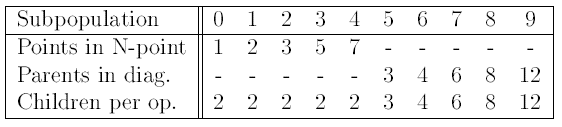 Subpopulation 0 1 2 3 4 5 6 7 8 9
Points in N-point 1 2 3 5 7 - - - - -
Parents in diag. - - - - - 3 4 6 8 12
Children per op. 2 2 2 2 2 3 4 6 8 12